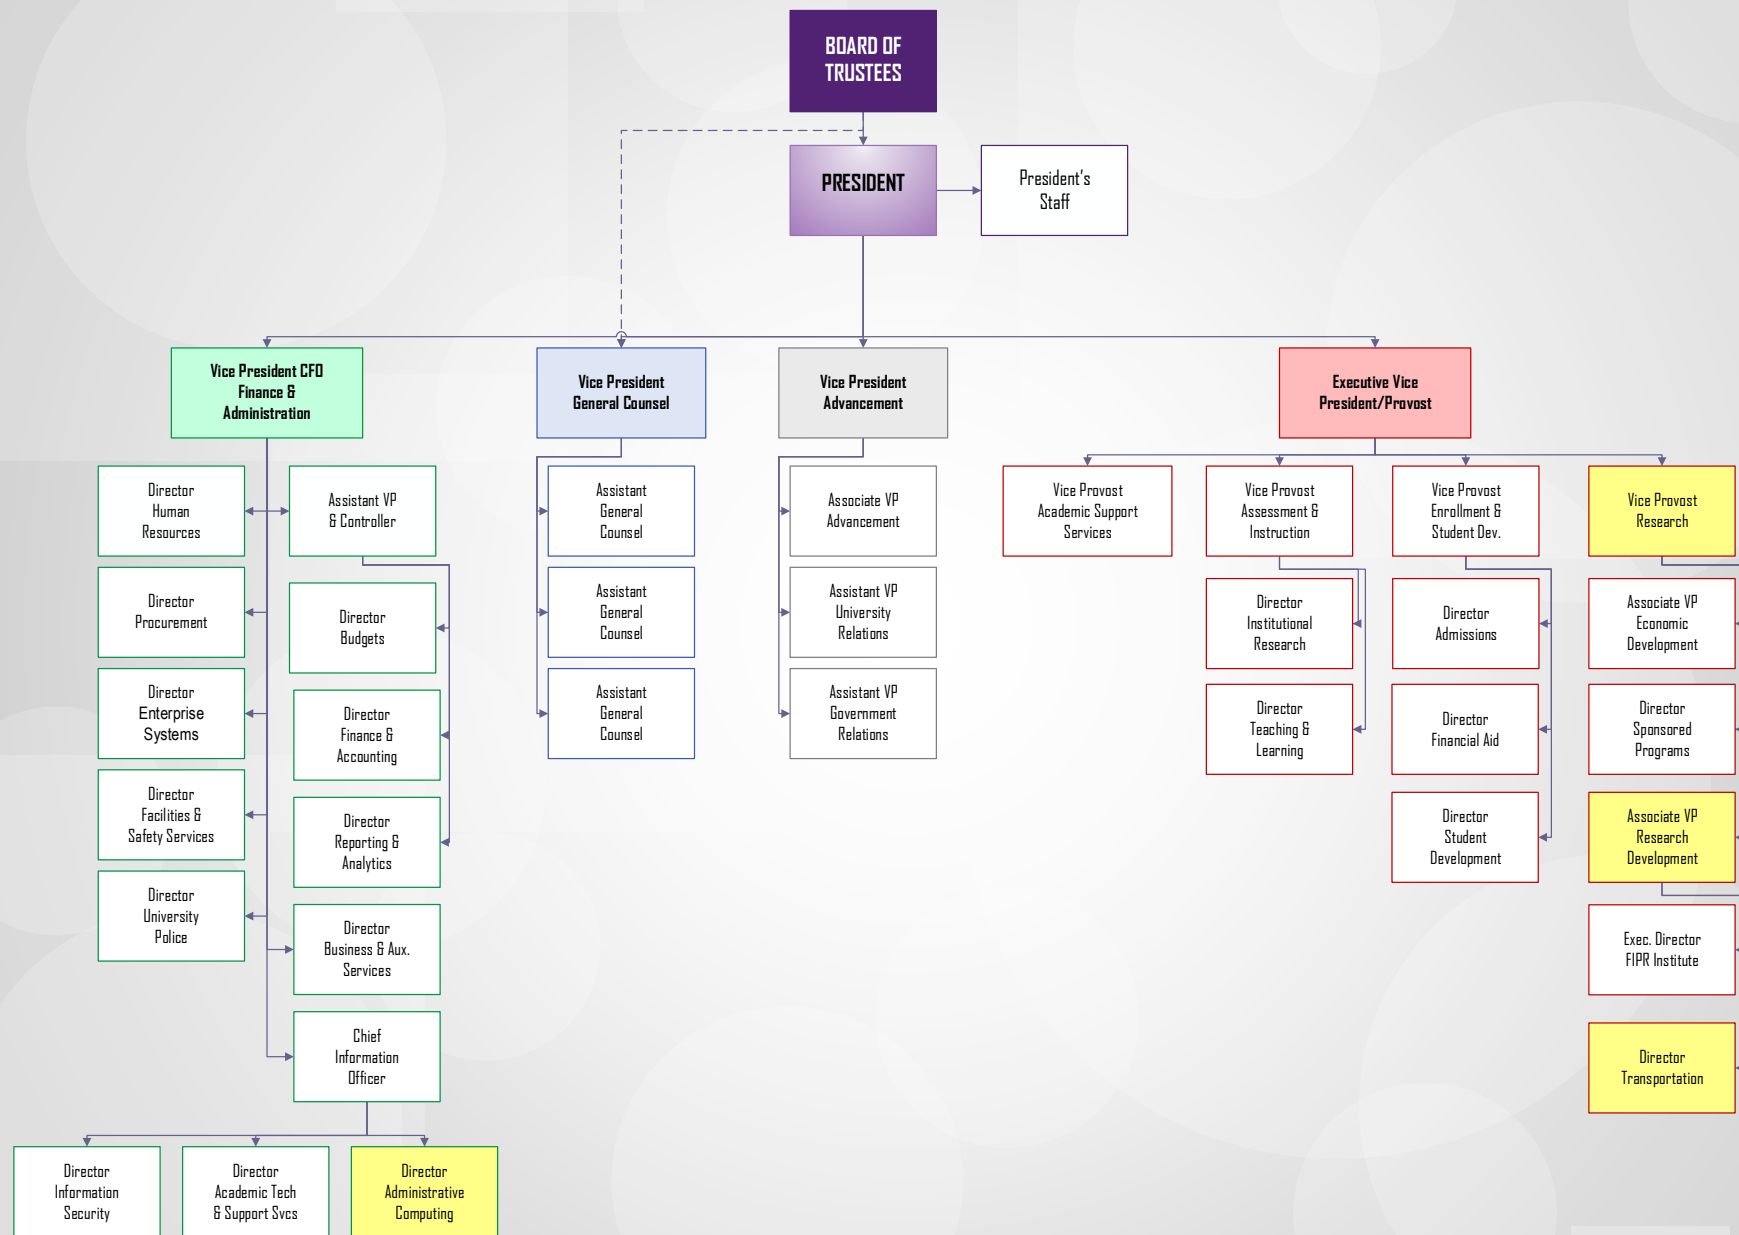 BOARD OF
TRUSTEES
PRESIDENT
President's
Staff
Vice President CFO
Finance &
Administration
Vice President
General Counsel
Vice President
Advancement
Executive Vice
President/Provost
Director
Human
Resources
Assistant VP
& Controller
Director
Procurement
Director
Budgets
Director
Enterprise
Systems
Director
Finance &
Accounting
Director
Facilities &
Safety Services
Director
Reporting &
Analytics
Director
University
Police
Director
Business & Aux.
Services
Chief
Information
Officer
Director
Information
Security
Director
Academic Tech
& Support Svcs
Director
Administrative
Computing
Assistant
General
Counsel
Assistant
General
Counsel
Assistant
General
Counsel
Associate VP
Advancement
Assistant VP
University
Relations
Assistant VP
Government
Relations
Vice Provost
Academic Support
Services
Vice Provost
Assessment &
Instruction
Director
Institutional
Research
Director
Teaching &
Learning
Vice Provost
Enrollment &
Student Dev.
Director
Admissions
Director
Financial Aid
Director
Student
Development
Vice Provost
Research
Associate VP
Economic
Development
Director
Sponsored
Programs
Associate VP
Research
Development
Exec. Director
FIPR Institute
Director
Transportation